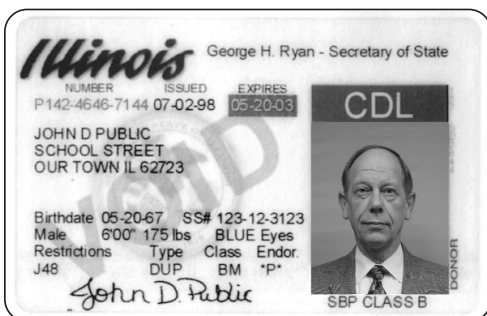 Illinois
George H. Ryan - Secretary of State
NUMBER ISSUED EXPIRES
P142-4646-7144 07-02-98 05-20-03
CDL
JOHN D PUBLIC
SCHOOL STREET
OUR TOWN IL 62723
VOID
Birthdate 05-20-67 SS# 123-12-3123
Male 6'00" 175 lbs BLUE Eyes
Restrictions Type Class Endor.
J48 DUP BM *P*
John D. Public
SBP CLASS B
DONOR